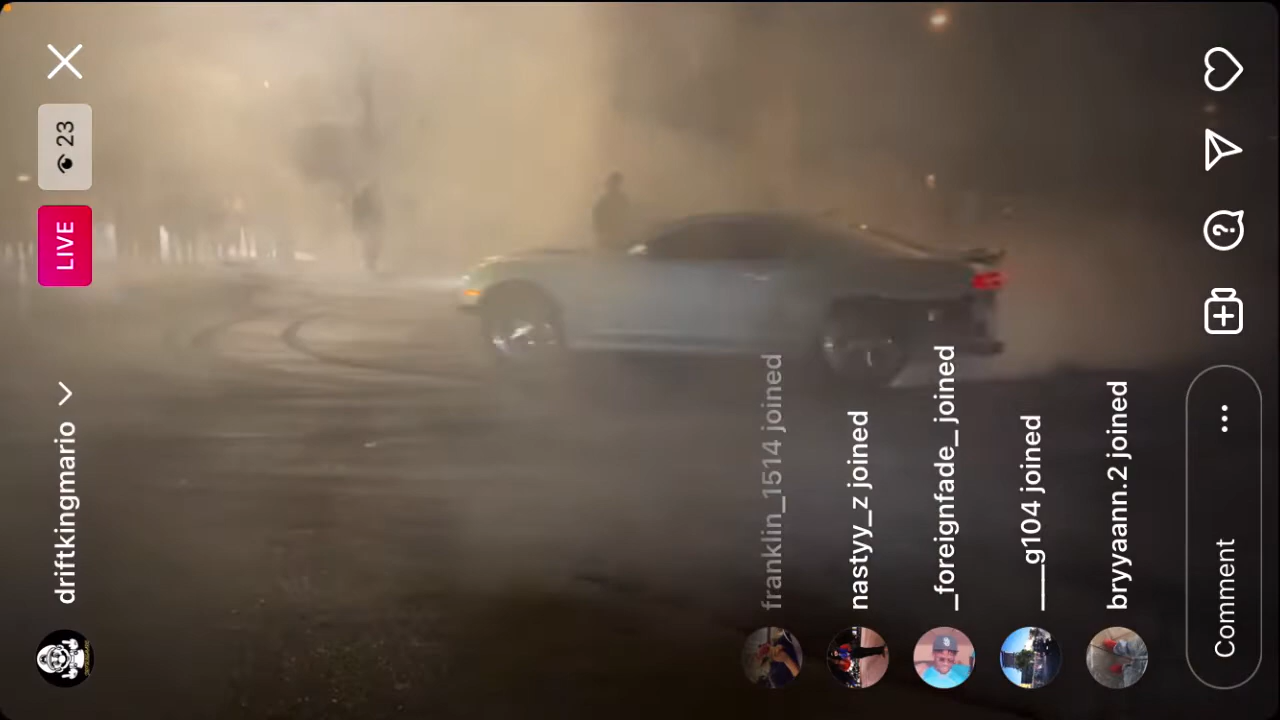 driftkingmario
LIVE
23
franklin_1514 joined
nastyy_z joined
_foreignfade_ joined
___g104 joined
bryyaann.2 joined
Comment